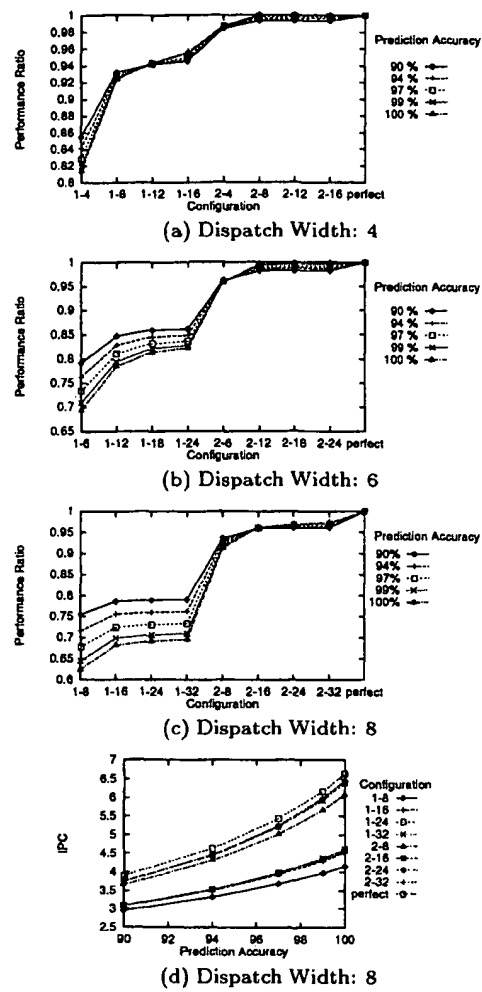 Performance Ratio
1
0.98
0.96
0.94
0.92
0.9
0.88
0.86
0.84
0.82
0.8
1-4 1-8 1-12 1-16 2-4 2-8 2-12 2-16 perfect
Configuration
Prediction Accuracy
90 %
94 %
97 %
99 %
100 %
(a) Dispatch Width: 4
Performance Ratio
1
0.95
0.9
0.85
0.8
0.75
0.7
0.65
1-6 1-12 1-18 1-24 2-6 2-12 2-18 2-24 perfect
Configuration
Prediction Accuracy
90 %
94 %
97 %
99 %
100 %
(b) Dispatch Width: 6
Performance Ratio
1
0.95
0.9
0.85
0.8
0.75
0.7
0.65
0.6
1-8 1-16 1-24 1-32 2-8 2-16 2-24 2-32 perfect
Configuration
Prediction Accuracy
90%
94%
97%
99%
100%
(c) Dispatch Width: 8
IPC
7
6.5
6
5.5
5
4.5
4
3.5
3
2.5
90 92 94 96 98 100
Prediction Accuracy
Configuration
1-8
1-16
1-24
1-32
2-8
2-16
2-24
2-32
perfect
(d) Dispatch Width: 8